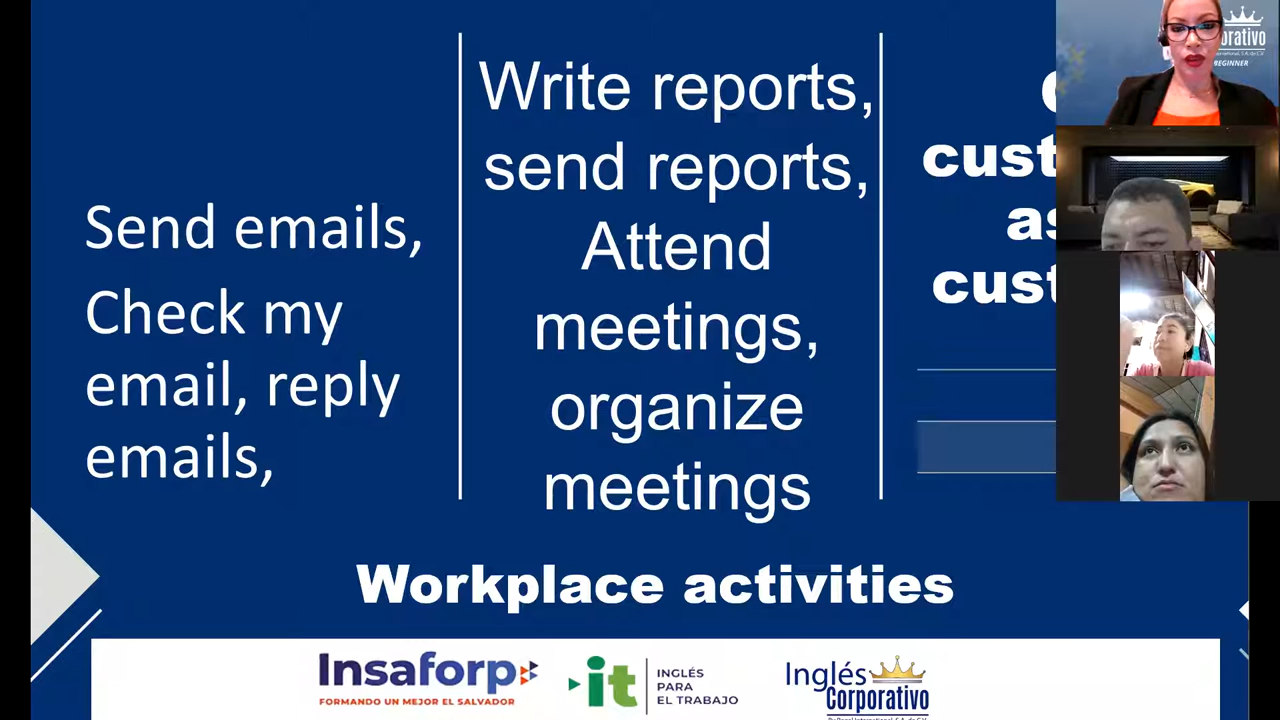 Send emails,
Check my
email, reply
emails,
Write reports,
send reports,
Attend
meetings,
organize
meetings
Workplace activities
Insaforp
FORMANDO UN MEJOR EL SALVADOR
it
INGLÉS
PARA
EL TRABAJO
Inglés
Corporativo
BEGINNER